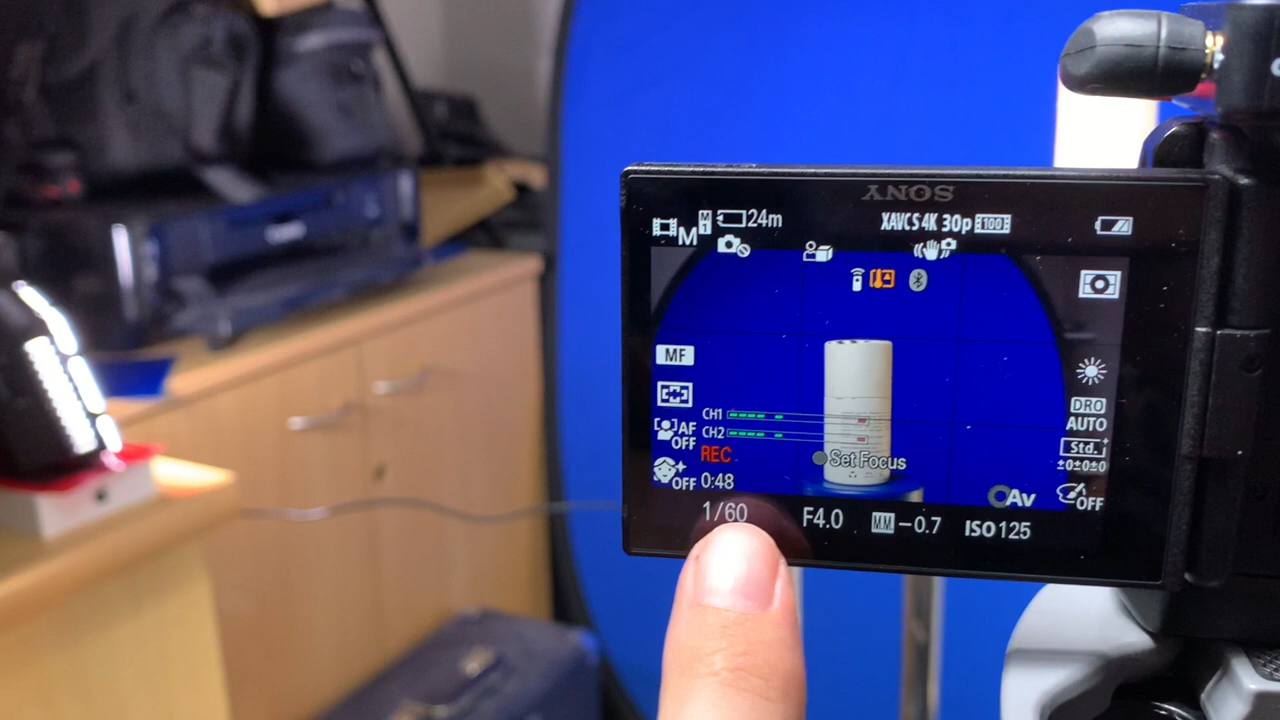 SONY
M
M
1
24m
XAVC S 4K 30p 100
MF
AF
OFF
CH1
CH2
REC
OFF
0:48
Set Focus
Av
DRO
AUTO
Std.
±0±0±0
OFF
1/60
F4.0
M.M. −0.7
ISO 125